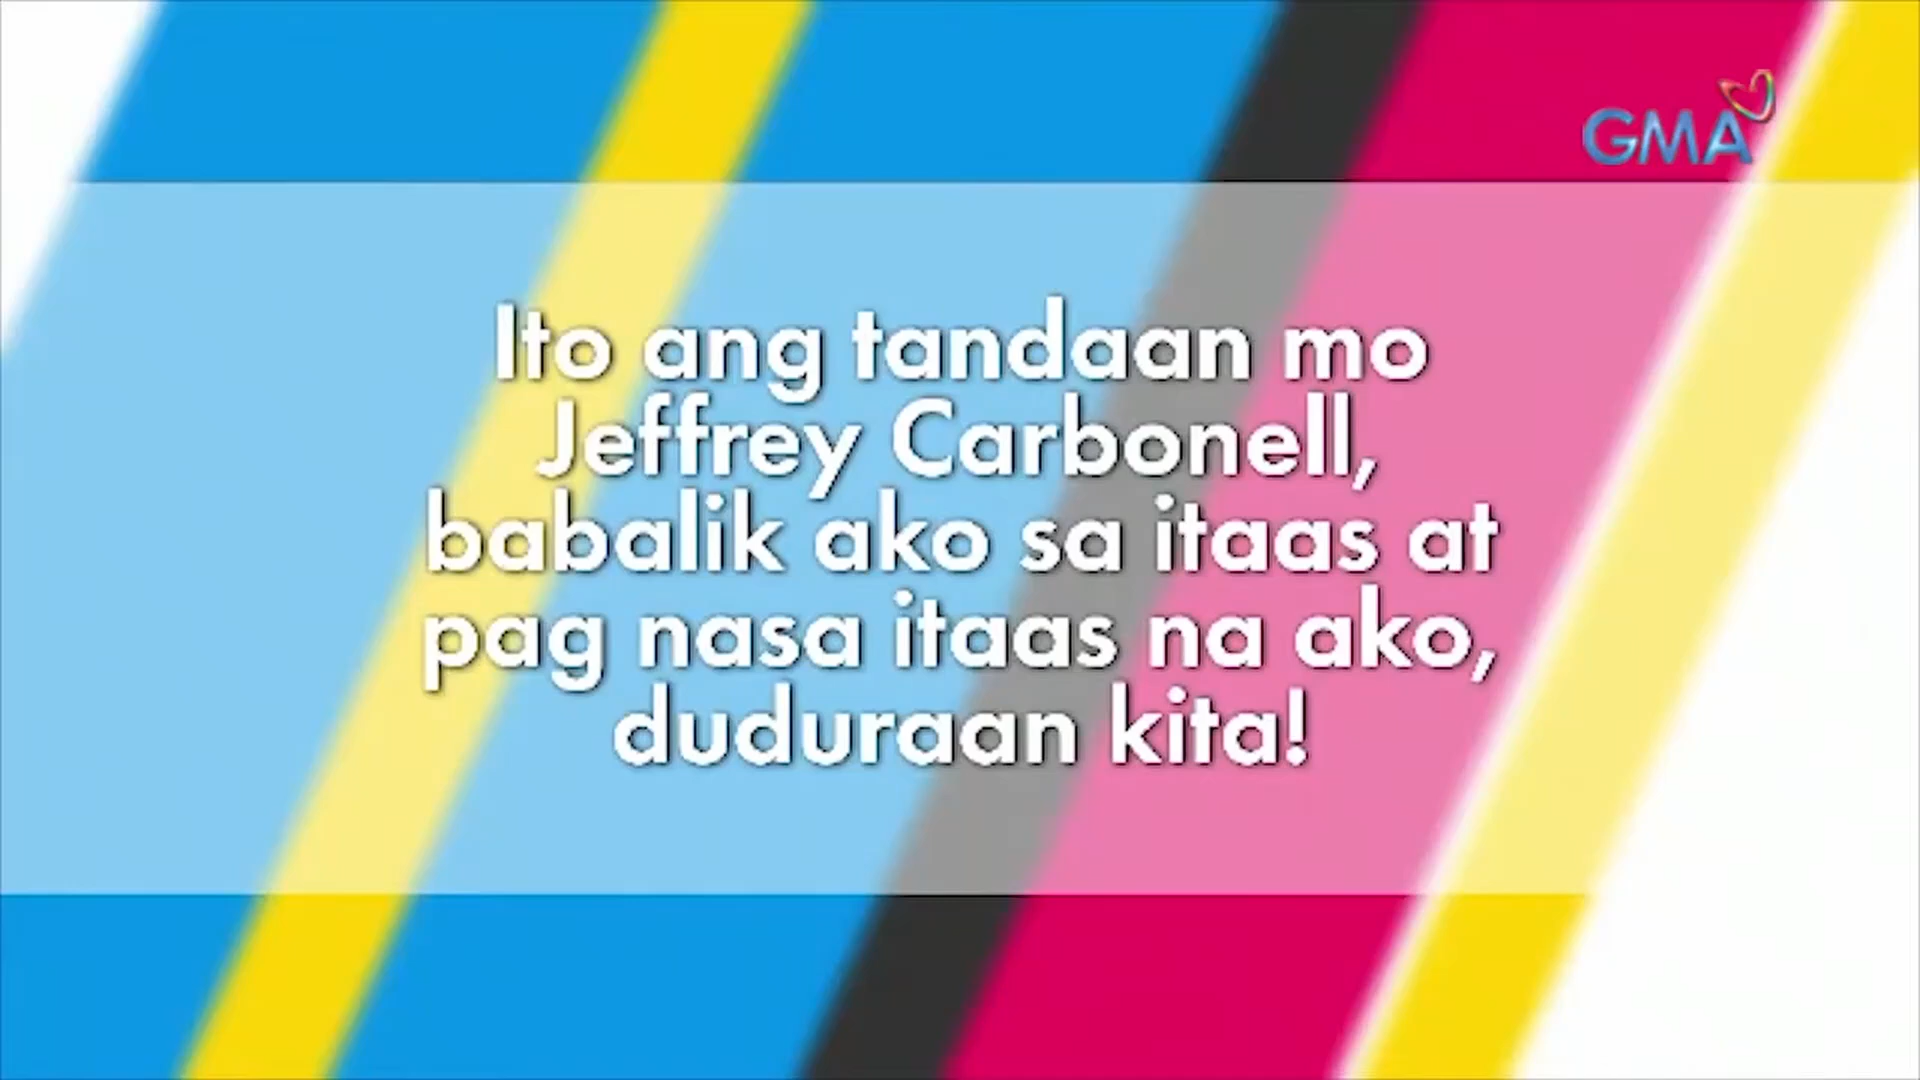 GMA
Ito ang tandaan mo
Jeffrey Carbonell,
babalik ako sa itaas at
pag nasa itaas na ako,
duduraan kita!